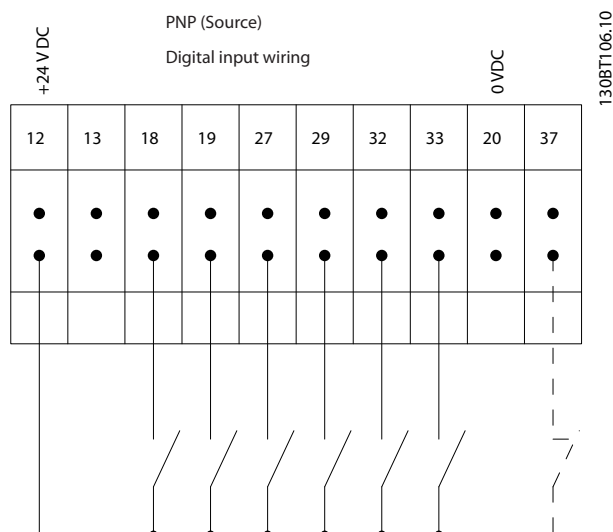 PNP (Source)
Digital input wiring
+24 V DC
0 VDC
130BT106.10
12 13 18 19 27 29 32 33 20 37